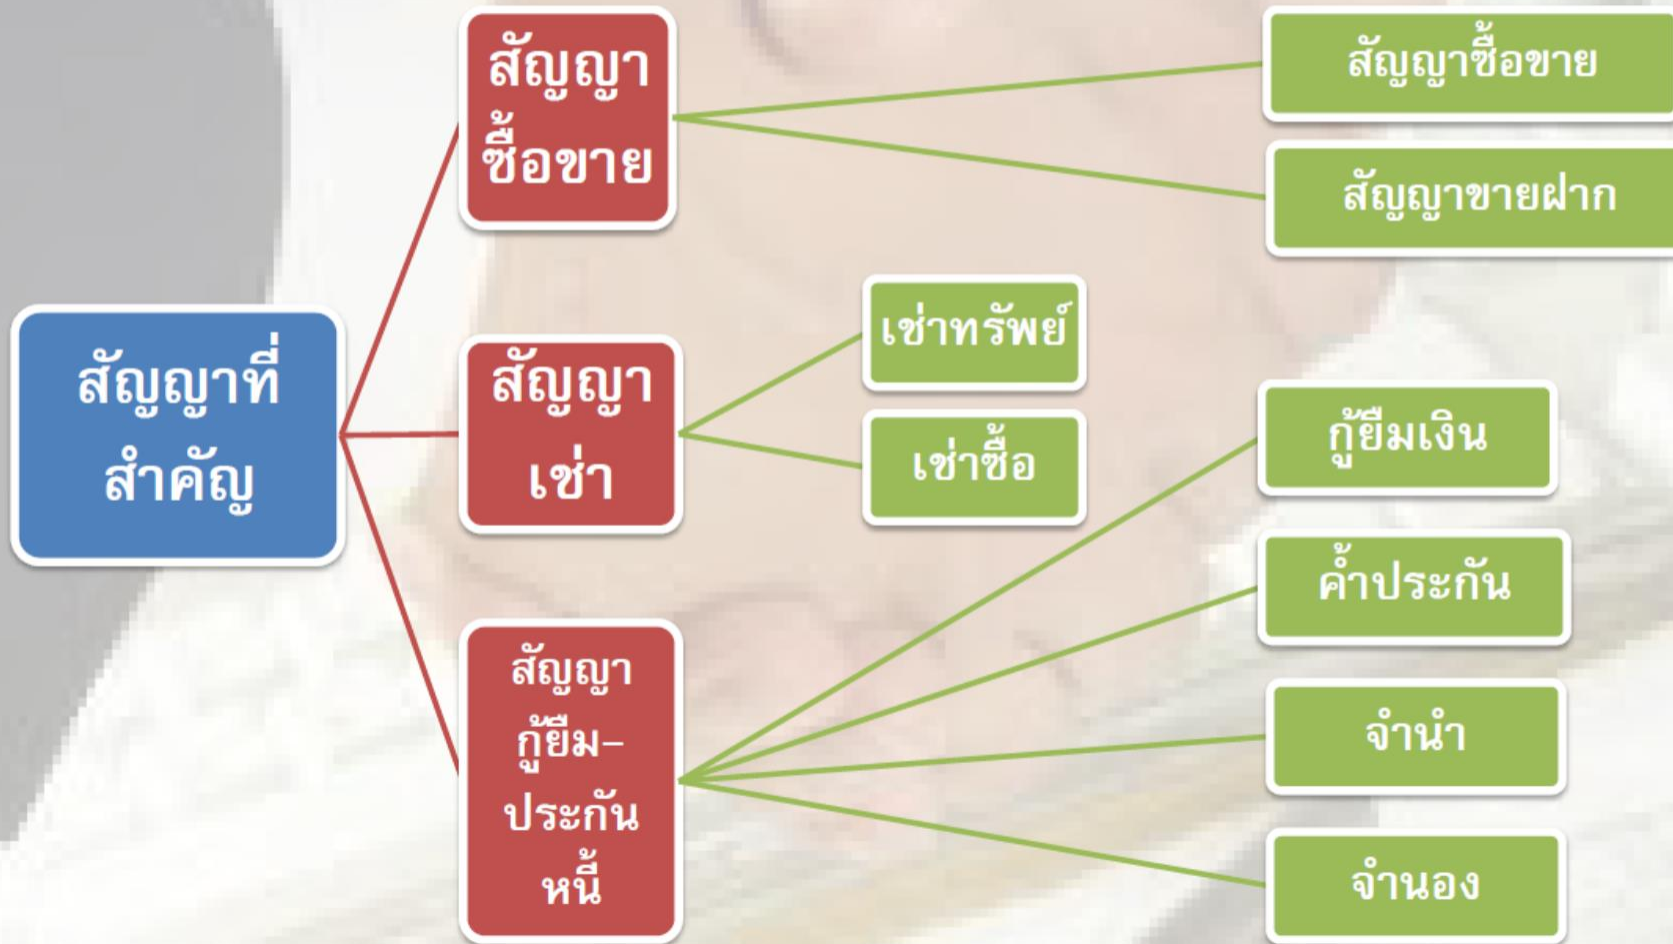 สัญญาที่
สำคัญ
สัญญา
ซื้อขาย
สัญญาซื้อขาย
สัญญาขายฝาก
สัญญา
เช่า
เช่าทรัพย์
เช่าซื้อ
สัญญา
กู้ยืม–
ประกัน
หนี้
กู้ยืมเงิน
ค้ำประกัน
จำนำ
จำนอง